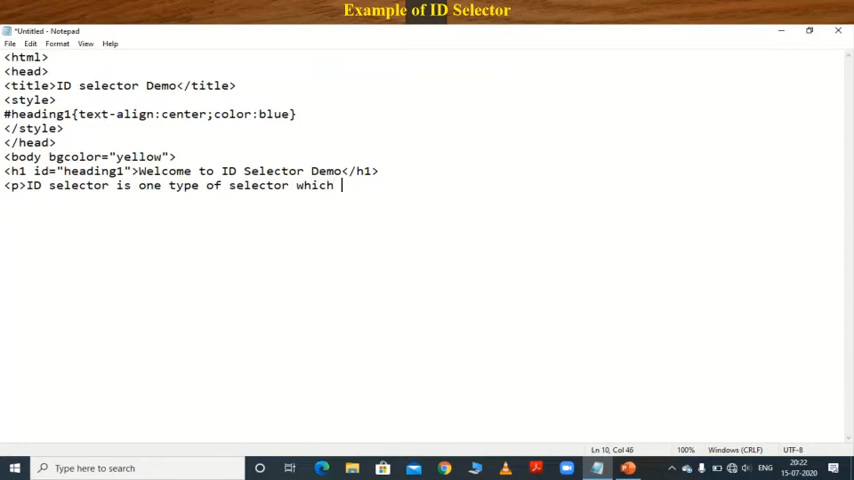 Example of ID Selector
*Untitled - Notepad
File Edit Format View Help
<html>
<head>
<title>ID selector Demo</title>
<style>
#heading1{text-align:center;color:blue}
</style>
</head>
<body bgcolor="yellow">
<h1 id="heading1">Welcome to ID Selector Demo</h1>
<p>ID selector is one type of selector which
Ln 10, Col 46 100% Windows (CRLF) UTF-8
Type here to search
ENG
20:22
15-07-2020